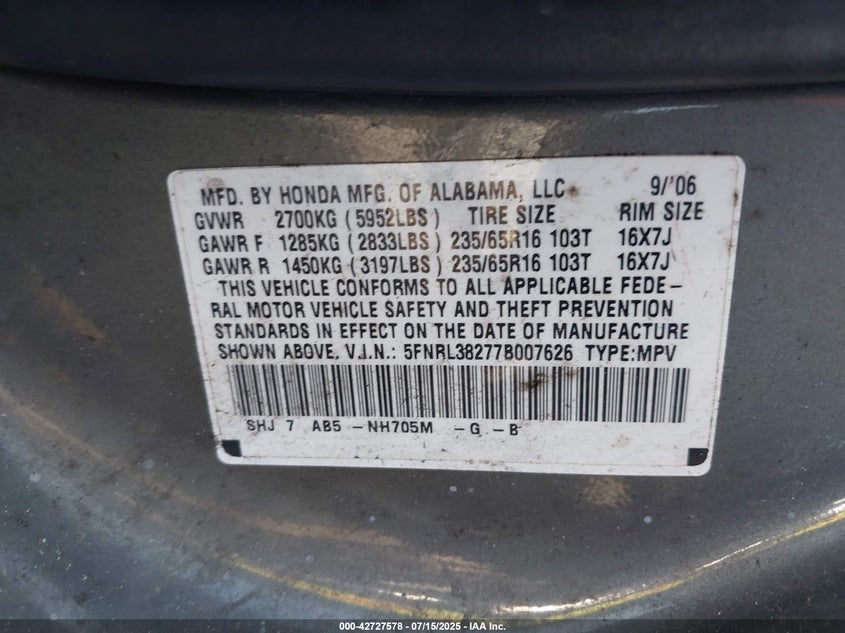 MFD. BY HONDA MFG. OF ALABAMA, LLC 9/'06
GVWR 2700KG (5952LBS) TIRE SIZE RIM SIZE
GAWR F 1285KG (2833LBS) 235/65R16 103T 16X7J
GAWR R 1450KG (3197LBS) 235/65R16 103T 16X7J
THIS VEHICLE CONFORMS TO ALL APPLICABLE FEDE-
RAL MOTOR VEHICLE SAFETY AND THEFT PREVENTION
STANDARDS IN EFFECT ON THE DATE OF MANUFACTURE
SHOWN ABOVE, V.I.N.: 5FNRL38277B007626 TYPE:MPV
SHJ 7 AB5 -NH705M -G -B
000-42727578 - 07/15/2025 - IAA Inc.